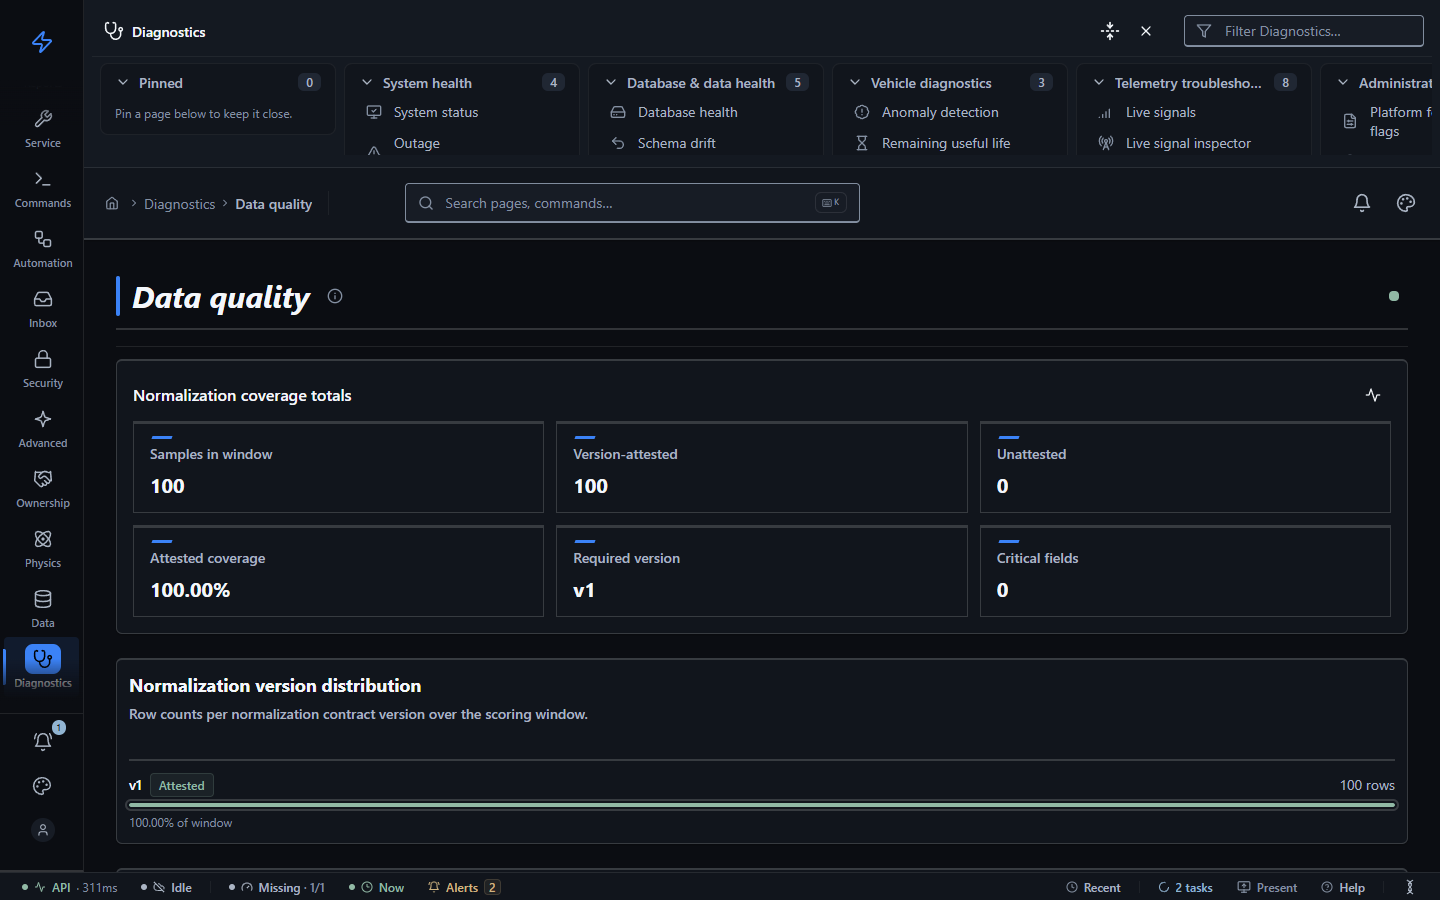 Diagnostics
Filter Diagnostics...
Pinned 0
Pin a page below to keep it close.
System health 4
System status
Outage
Database & data health 5
Database health
Schema drift
Vehicle diagnostics 3
Anomaly detection
Remaining useful life
Telemetry troublesho... 8
Live signals
Live signal inspector
Administrat
Platform f
flags
Service
Commands
Automation
Inbox
Security
Advanced
Ownership
Physics
Data
Diagnostics
1
Diagnostics Data quality
Search pages, commands... K
Data quality
Normalization coverage totals
Samples in window
100
Version-attested
100
Unattested
0
Attested coverage
100.00%
Required version
v1
Critical fields
0
Normalization version distribution
Row counts per normalization contract version over the scoring window.
v1 Attested 100 rows
100.00% of window
API · 311ms Idle Missing · 1/1 Now Alerts 2 Recent 2 tasks Present Help